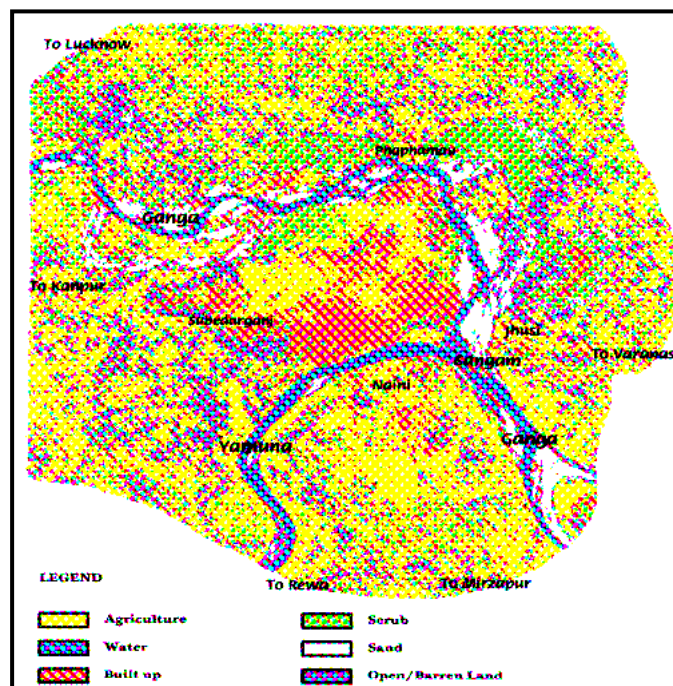 To Lucknow
Phaphamau
Ganga
To Kanpur
Subedarganj
Jhusi
To Varanas
Sangam
Naini
Yamuna
Ganga
To Rewa
To Mirzapur
LEGEND
Agriculture
Scrub
Water
Sand
Built up
Open/Barren Land